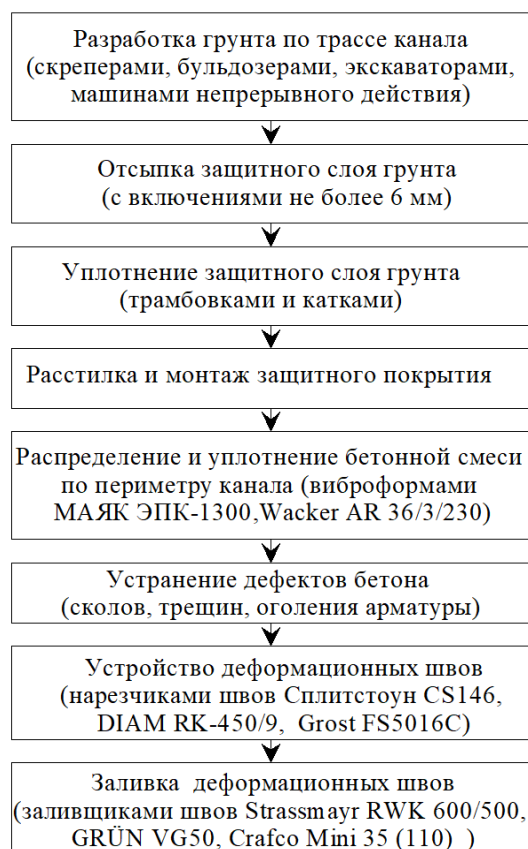 Разработка грунта по трассе канала
(скреперами, бульдозерами, экскаваторами,
машинами непрерывного действия)
Отсыпка защитного слоя грунта
(с включениями не более 6 мм)
Уплотнение защитного слоя грунта
(трамбовками и катками)
Расстилка и монтаж защитного покрытия
Распределение и уплотнение бетонной смеси
по периметру канала (виброформами
МАЯК ЭПК-1300,Wacker AR 36/3/230)
Устранение дефектов бетона
(сколов, трещин, оголения арматуры)
Устройство деформационных швов
(нарезчиками швов Сплитстоун CS146,
DIAM RK-450/9, Grost FS5016C)
Заливка деформационных швов
(заливщиками швов Strassmayr RWK 600/500,
GRÜN VG50, Crafco Mini 35 (110) )